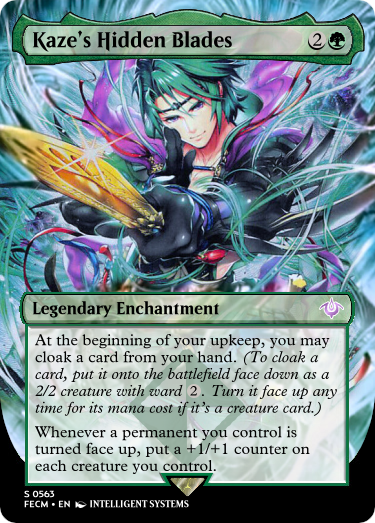 Kaze's Hidden Blades 2
Legendary Enchantment
At the beginning of your upkeep, you may
cloak a card from your hand. (To cloak a
card, put it onto the battlefield face down as a
2/2 creature with ward 2. Turn it face up any
time for its mana cost if it's a creature card.)
Whenever a permanent you control is
turned face up, put a +1/+1 counter on
each creature you control.
S 0563
FECM • EN INTELLIGENT SYSTEMS